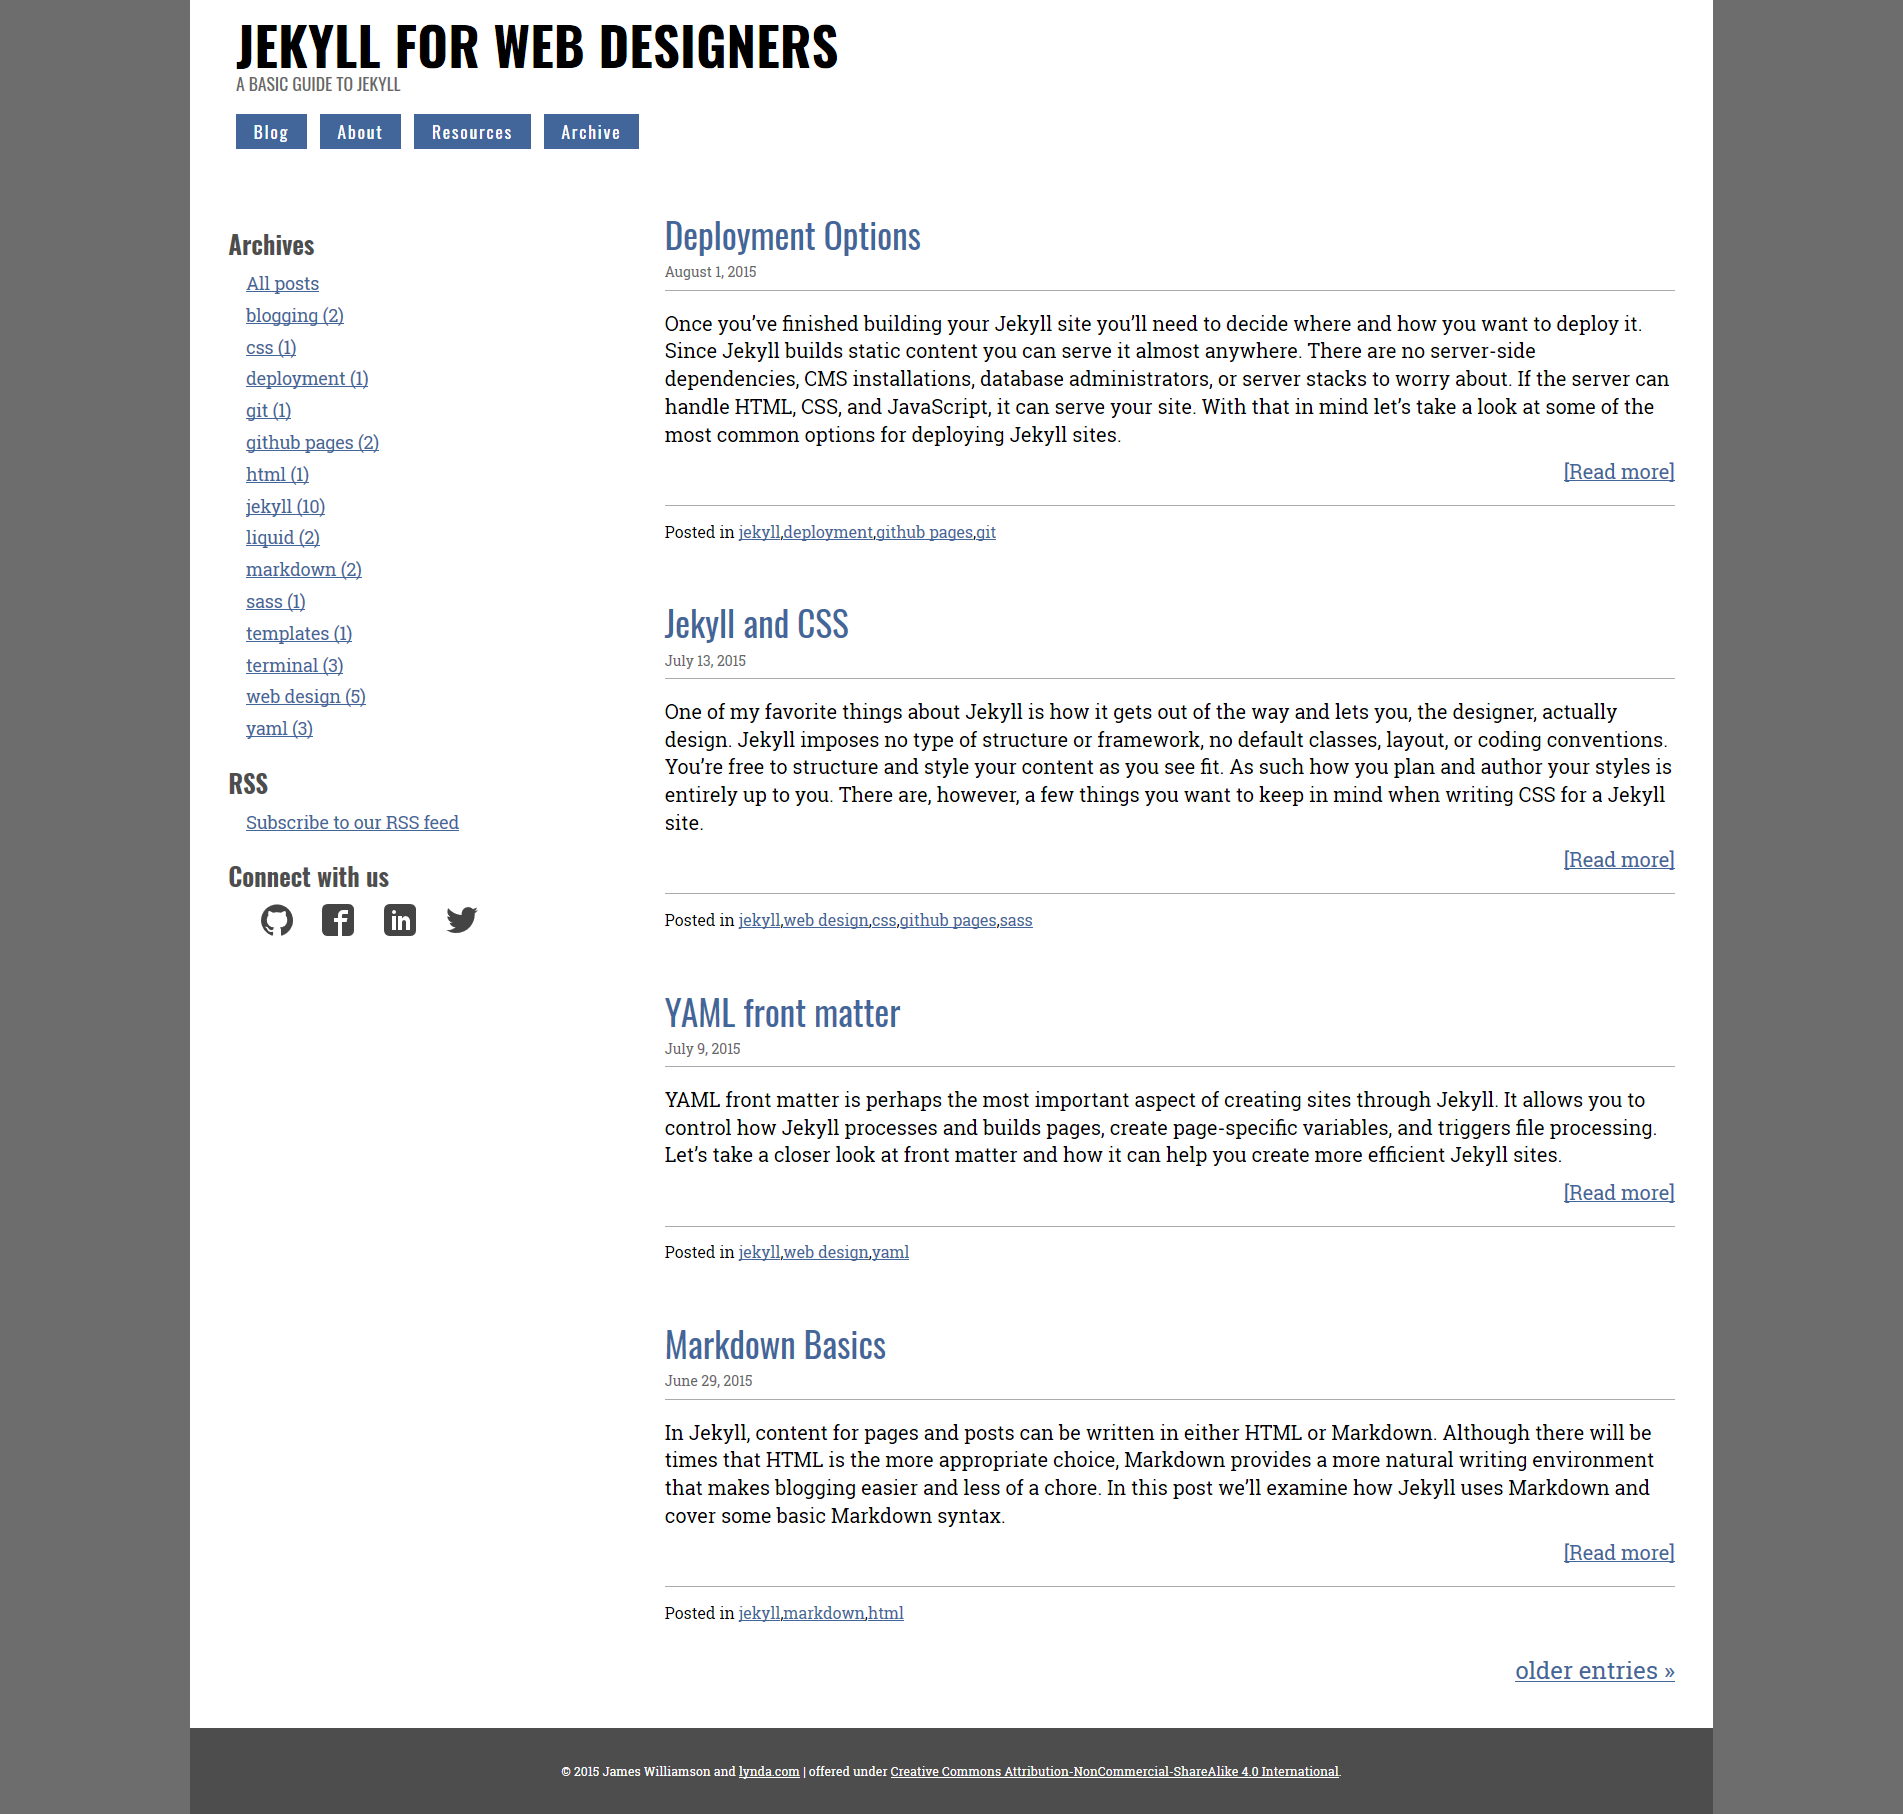 JEKYLL FOR WEB DESIGNERS
A BASIC GUIDE TO JEKYLL
Blog
About
Resources
Archive
Archives
All posts
blogging (2)
css (1)
deployment (1)
git (1)
github pages (2)
html (1)
jekyll (10)
liquid (2)
markdown (2)
sass (1)
templates (1)
terminal (3)
web design (5)
yaml (3)
RSS
Subscribe to our RSS feed
Connect with us
Deployment Options
August 1, 2015
Once you’ve finished building your Jekyll site you’ll need to decide where and how you want to deploy it.
Since Jekyll builds static content you can serve it almost anywhere. There are no server-side
dependencies, CMS installations, database administrators, or server stacks to worry about. If the server can
handle HTML, CSS, and JavaScript, it can serve your site. With that in mind let’s take a look at some of the
most common options for deploying Jekyll sites.
[Read more]
Posted in jekyll,deployment,github pages,git
Jekyll and CSS
July 13, 2015
One of my favorite things about Jekyll is how it gets out of the way and lets you, the designer, actually
design. Jekyll imposes no type of structure or framework, no default classes, layout, or coding conventions.
You’re free to structure and style your content as you see fit. As such how you plan and author your styles is
entirely up to you. There are, however, a few things you want to keep in mind when writing CSS for a Jekyll
site.
[Read more]
Posted in jekyll,web design,css,github pages,sass
YAML front matter
July 9, 2015
YAML front matter is perhaps the most important aspect of creating sites through Jekyll. It allows you to
control how Jekyll processes and builds pages, create page-specific variables, and triggers file processing.
Let’s take a closer look at front matter and how it can help you create more efficient Jekyll sites.
[Read more]
Posted in jekyll,web design,yaml
Markdown Basics
June 29, 2015
In Jekyll, content for pages and posts can be written in either HTML or Markdown. Although there will be
times that HTML is the more appropriate choice, Markdown provides a more natural writing environment
that makes blogging easier and less of a chore. In this post we’ll examine how Jekyll uses Markdown and
cover some basic Markdown syntax.
[Read more]
Posted in jekyll,markdown,html
older entries »
© 2015 James Williamson and lynda.com | offered under Creative Commons Attribution-NonCommercial-ShareAlike 4.0 International.